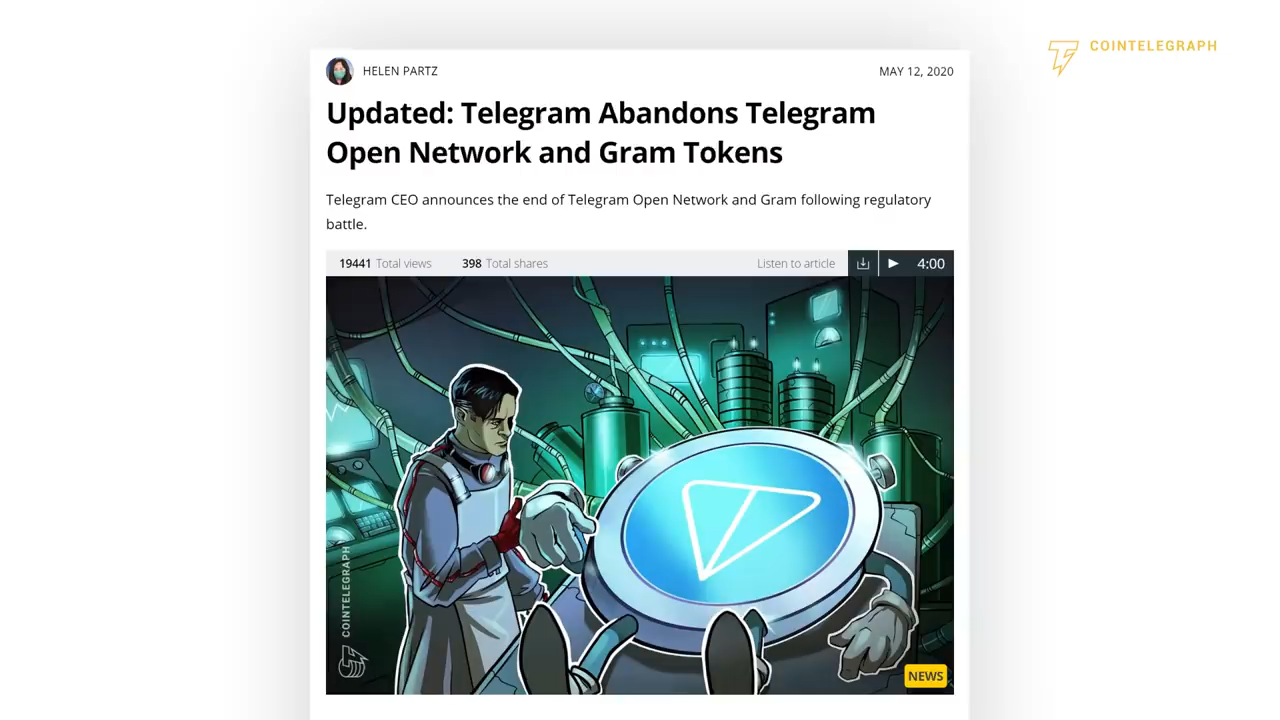 COINTELEGRAPH
HELEN PARTZ
MAY 12, 2020
Updated: Telegram Abandons Telegram
Open Network and Gram Tokens
Telegram CEO announces the end of Telegram Open Network and Gram following regulatory
battle.
19441 Total views 398 Total shares Listen to article 4:00
COINTELEGRAPH
NEWS